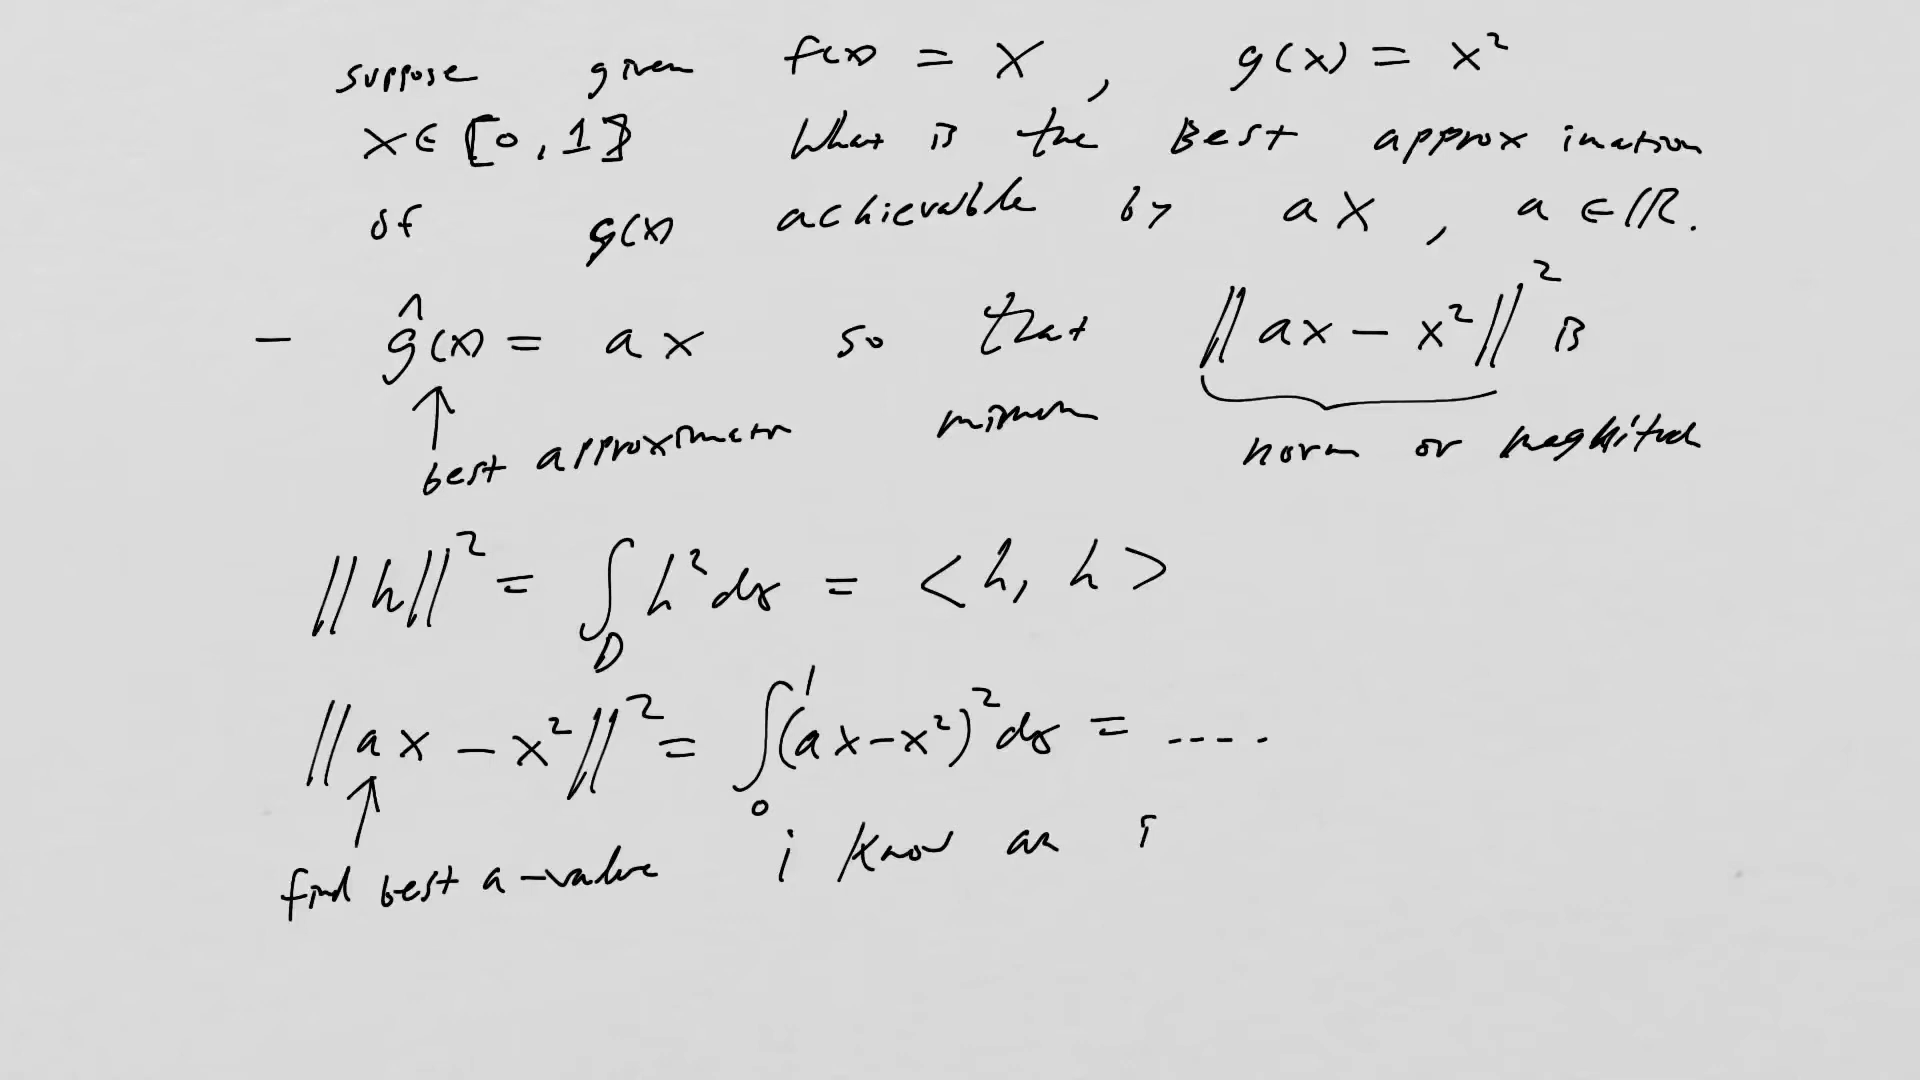 suppose given f(x) = x , g(x) = x²
x ∈ [0, 1] What is the Best approximation
of g(x) achievable by ax , a ∈ ℝ.
- ĝ(x) = ax so that ‖ax - x²‖² is
↑ minimum
best approximation norm or magnitude
‖h‖² = ∫_D h² dx = <h, h>
‖ax - x²‖² = ∫₀¹ (ax - x²)² dx = ....
↑
find best a-value i know an i